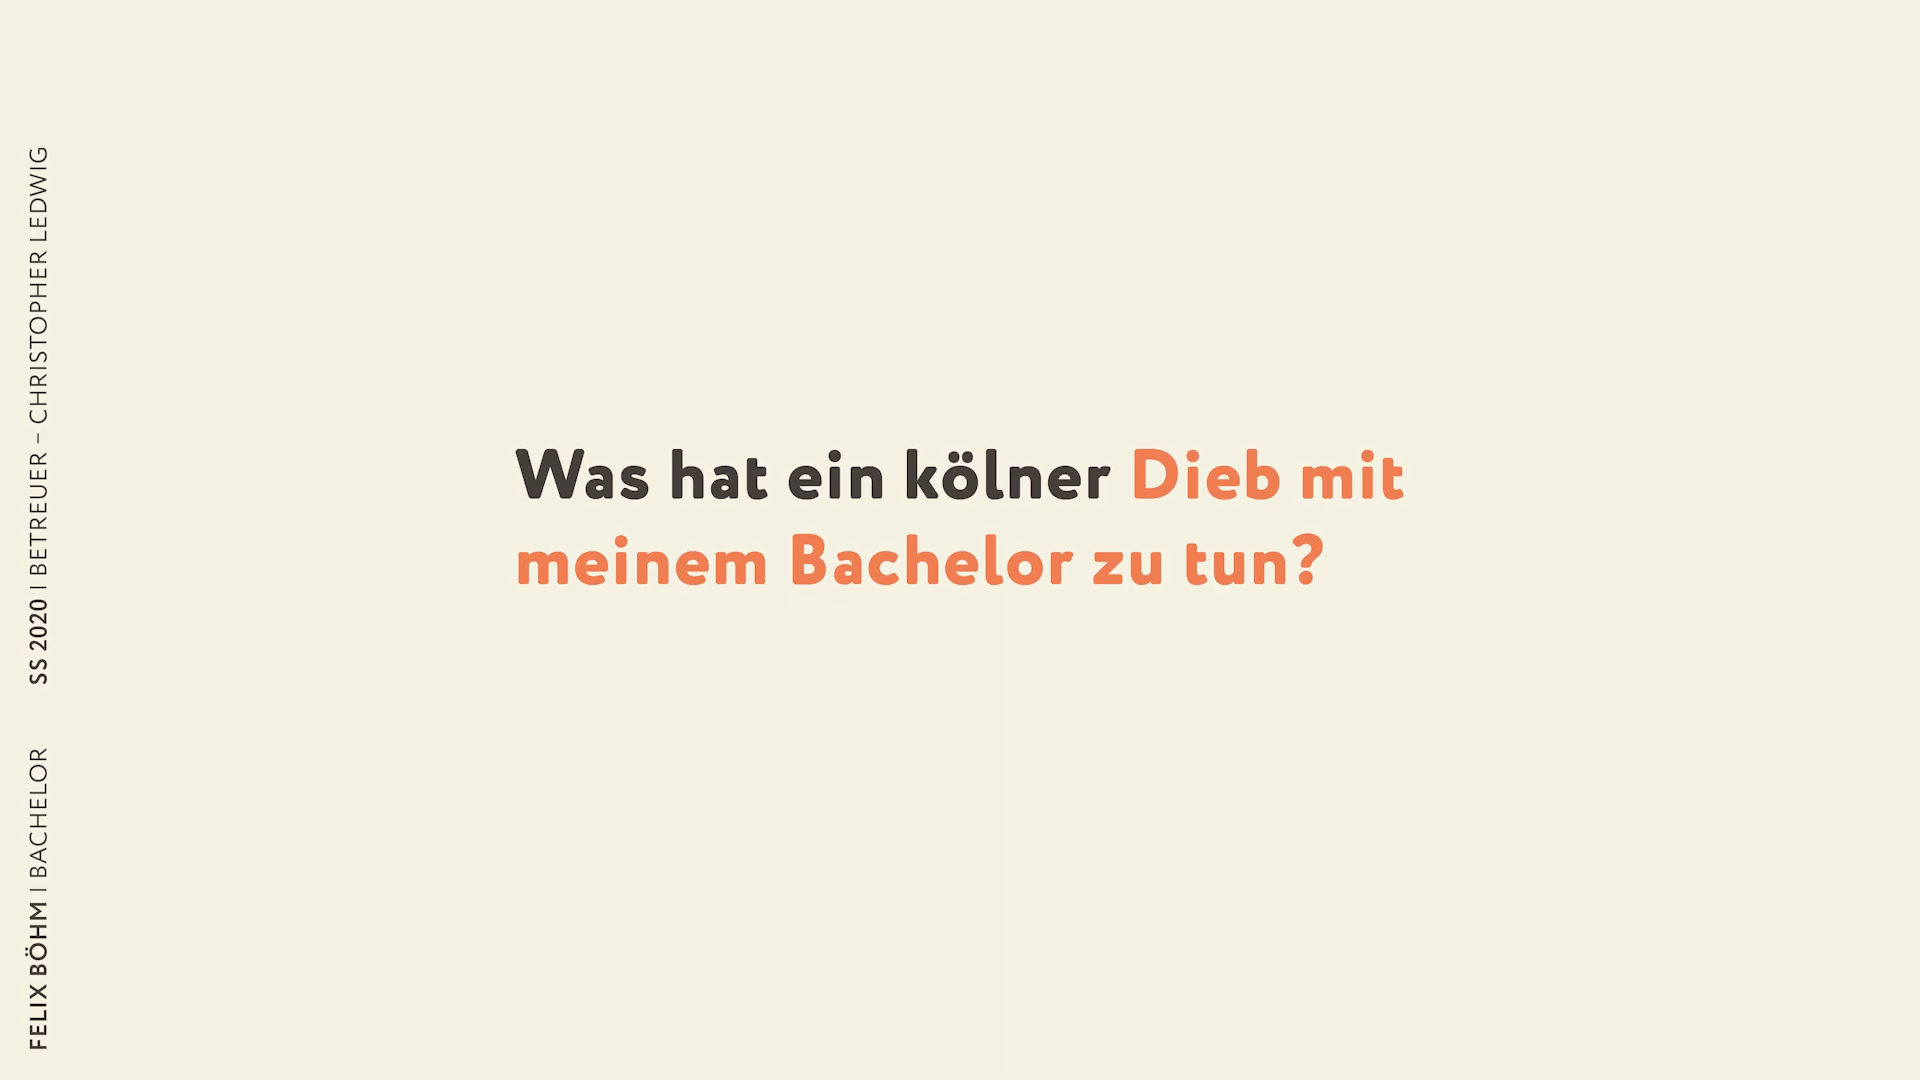 Was hat ein kölner Dieb mit
meinem Bachelor zu tun?
FELIX BÖHM | BACHELOR
SS 2020 | BETREUER – CHRISTOPHER LEDWIG